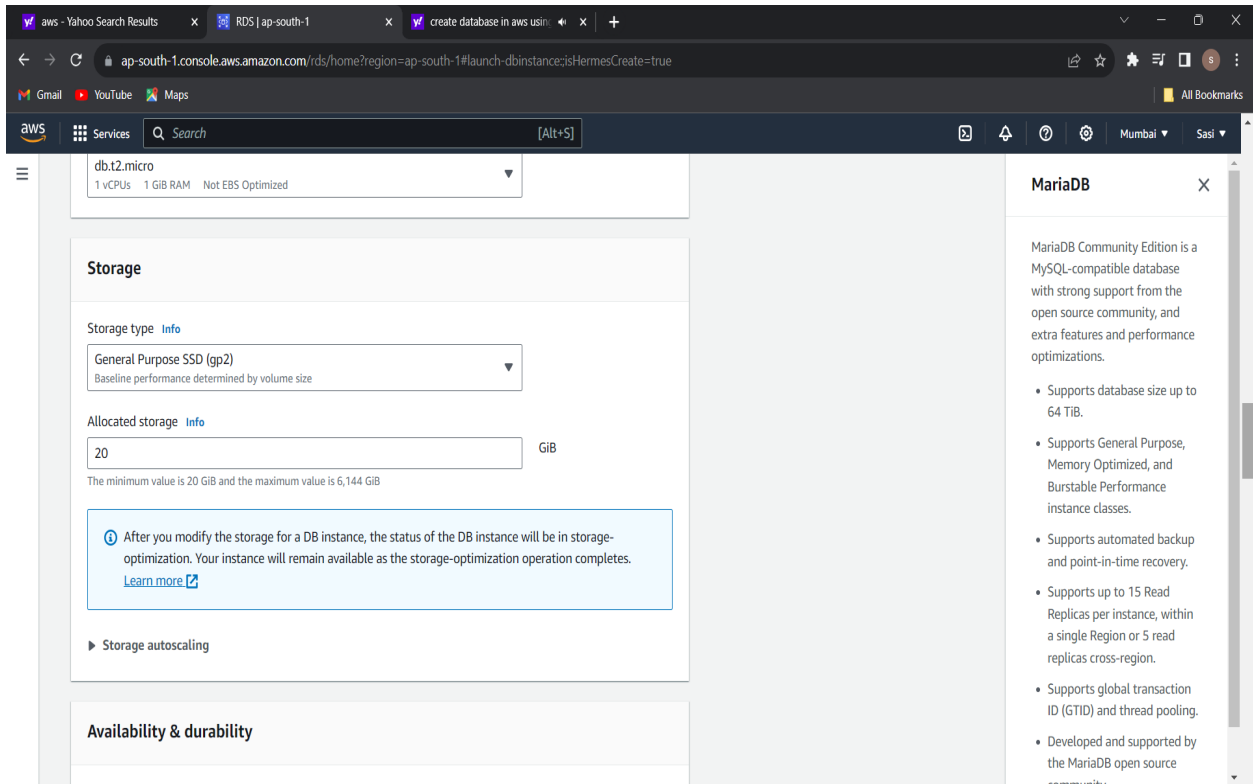 aws - Yahoo Search Results
RDS | ap-south-1
create database in aws using
ap-south-1.console.aws.amazon.com/rds/home?region=ap-south-1#launch-dbinstance:;isHermesCreate=true
S
Gmail
YouTube
Maps
All Bookmarks
aws
Services
Search
[Alt+S]
Mumbai
Sasi
db.t2.micro
1 vCPUs 1 GiB RAM Not EBS Optimized
Storage
Storage type Info
General Purpose SSD (gp2)
Baseline performance determined by volume size
Allocated storage Info
20
GiB
The minimum value is 20 GiB and the maximum value is 6,144 GiB
After you modify the storage for a DB instance, the status of the DB instance will be in storage-
optimization. Your instance will remain available as the storage-optimization operation completes.
Learn more
Storage autoscaling
Availability & durability
MariaDB
MariaDB Community Edition is a
MySQL-compatible database
with strong support from the
open source community, and
extra features and performance
optimizations.
• Supports database size up to
64 TiB.
• Supports General Purpose,
Memory Optimized, and
Burstable Performance
instance classes.
• Supports automated backup
and point-in-time recovery.
• Supports up to 15 Read
Replicas per instance, within
a single Region or 5 read
replicas cross-region.
• Supports global transaction
ID (GTID) and thread pooling.
• Developed and supported by
the MariaDB open source
community